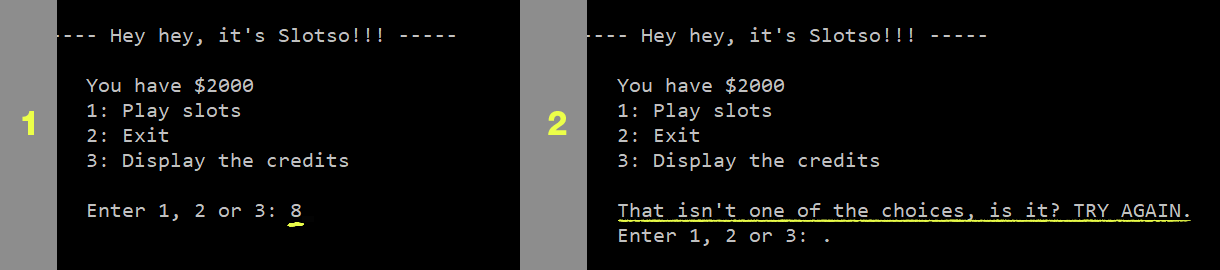 1
---- Hey hey, it's Slotso!!! -----
You have $2000
1: Play slots
2: Exit
3: Display the credits
Enter 1, 2 or 3: 8
2
---- Hey hey, it's Slotso!!! -----
You have $2000
1: Play slots
2: Exit
3: Display the credits
That isn't one of the choices, is it? TRY AGAIN.
Enter 1, 2 or 3: .